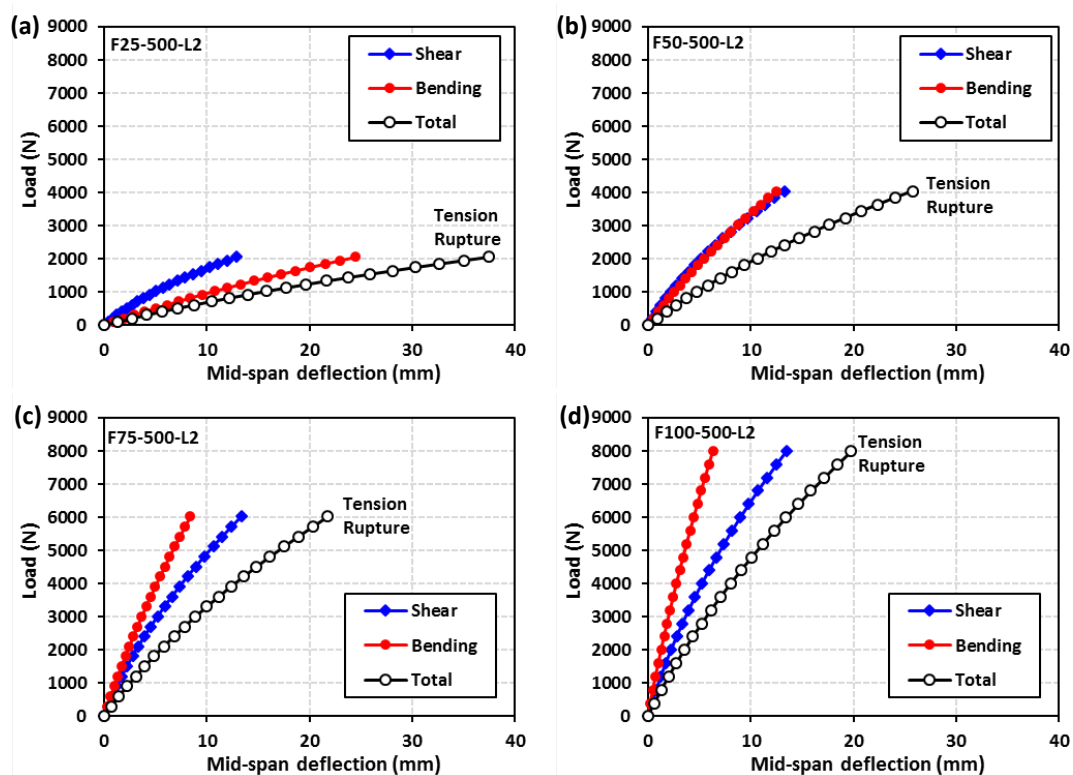 (a)
F25-500-L2
Load (N)
9000
8000
7000
6000
5000
4000
3000
2000
1000
0
Shear
Bending
Total
Tension
Rupture
0 10 20 30 40
Mid-span deflection (mm)
(b)
F50-500-L2
Load (N)
9000
8000
7000
6000
5000
4000
3000
2000
1000
0
Shear
Bending
Total
Tension
Rupture
0 10 20 30 40
Mid-span deflection (mm)
(c)
F75-500-L2
Load (N)
9000
8000
7000
6000
5000
4000
3000
2000
1000
0
Tension
Rupture
Shear
Bending
Total
0 10 20 30 40
Mid-span deflection (mm)
(d)
F100-500-L2
Load (N)
9000
8000
7000
6000
5000
4000
3000
2000
1000
0
Tension
Rupture
Shear
Bending
Total
0 10 20 30 40
Mid-span deflection (mm)